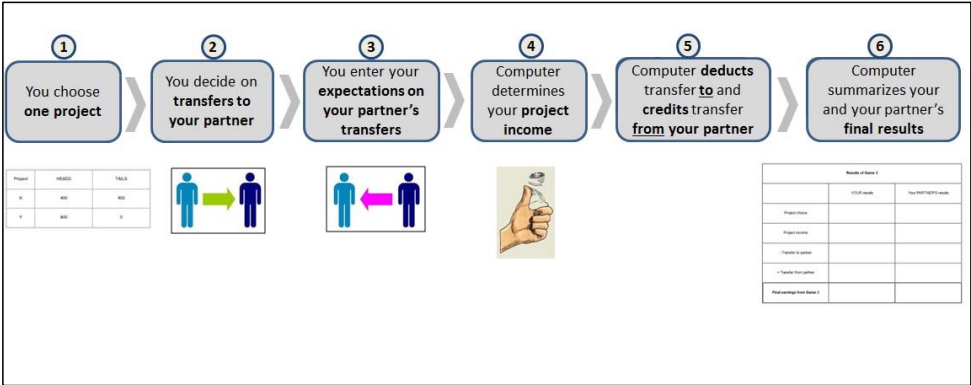 1
You choose
one project
2
You decide on
transfers to
your partner
3
You enter your
expectations on
your partner's
transfers
4
Computer
determines
your project
income
5
Computer deducts
transfer to and
credits transfer
from your partner
6
Computer
summarizes your
and your partner's
final results
Project HEADS TAILS
X 400 400
Y 800 0
Results of Game 3
YOUR results Your PARTNER'S results
Project choice
Project income
- Transfer to partner
+ Transfer from partner
Final earnings from Game 3